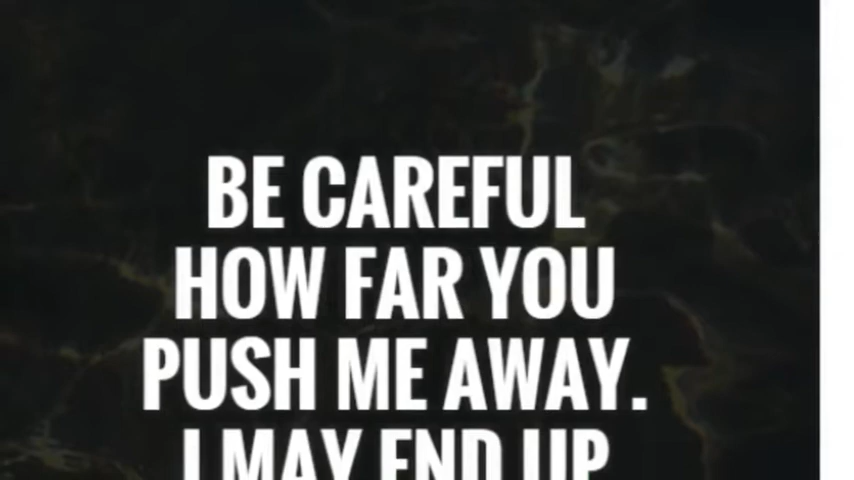 BE CAREFUL
HOW FAR YOU
PUSH ME AWAY.
I MAY END UP